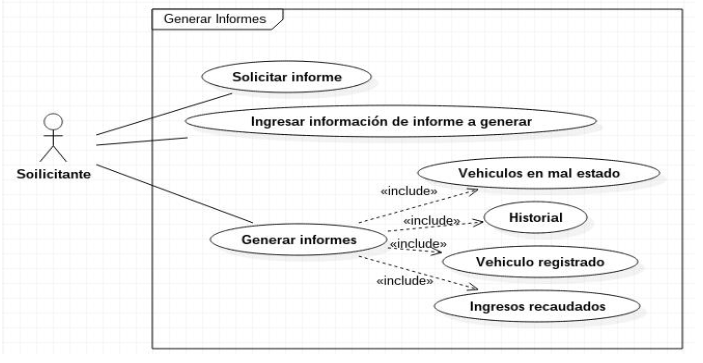 Generar Informes
Solicitar informe
Ingresar información de informe a generar
Soilicitante
Vehiculos en mal estado
«include»
Historial
«include»
Generar informes
«include»
Vehiculo registrado
«include»
Ingresos recaudados